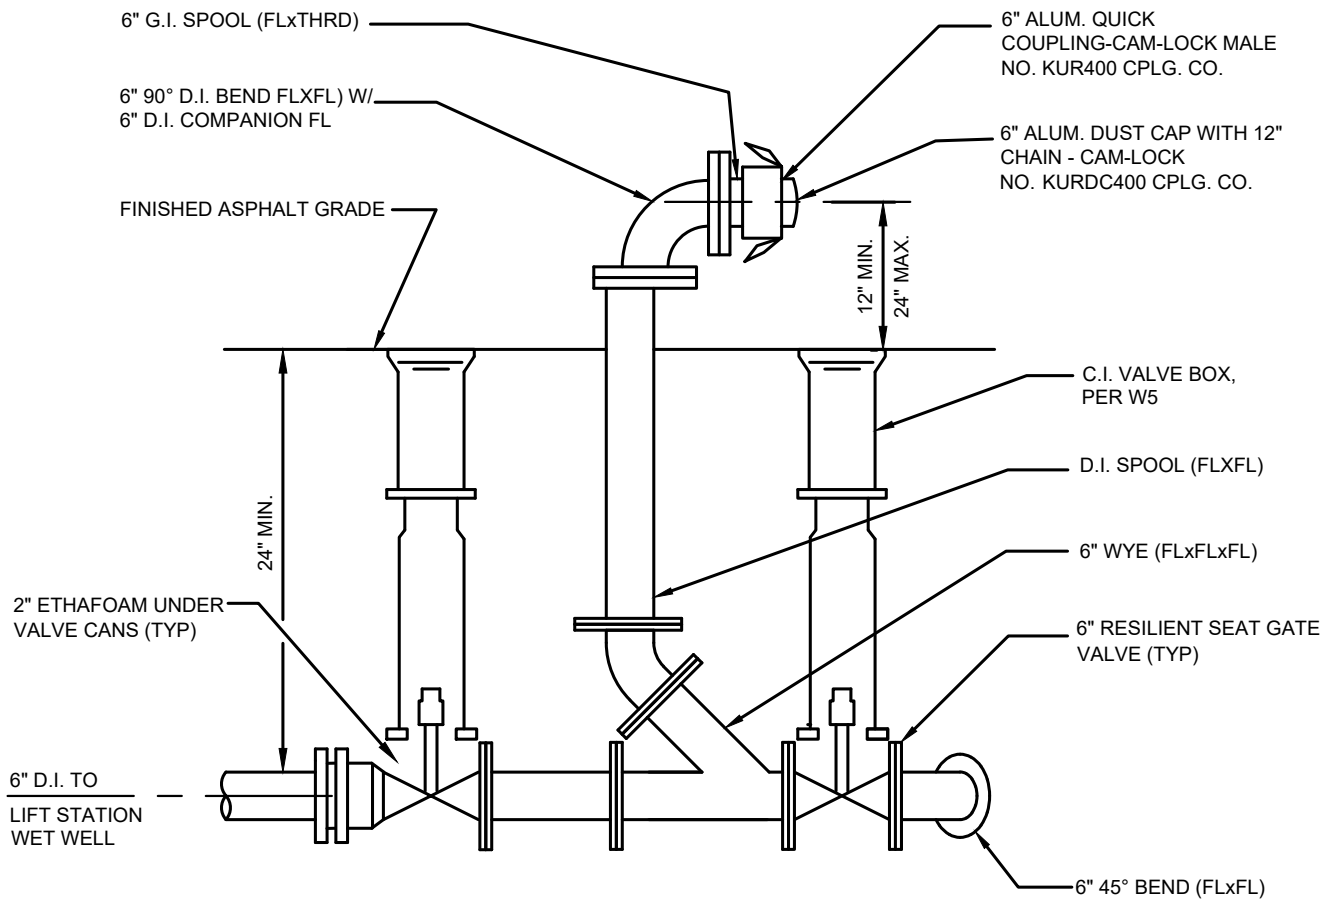 6" G.I. SPOOL (FLxTHRD)
6" ALUM. QUICK
COUPLING-CAM-LOCK MALE
NO. KUR400 CPLG. CO.
6" 90° D.I. BEND FLXFL) W/
6" D.I. COMPANION FL
6" ALUM. DUST CAP WITH 12"
CHAIN - CAM-LOCK
NO. KURDC400 CPLG. CO.
FINISHED ASPHALT GRADE
12" MIN.
24" MAX.
C.I. VALVE BOX,
PER W5
D.I. SPOOL (FLXFL)
24" MIN.
6" WYE (FLxFLxFL)
2" ETHAFOAM UNDER
VALVE CANS (TYP)
6" RESILIENT SEAT GATE
VALVE (TYP)
6" D.I. TO
LIFT STATION
WET WELL
6" 45° BEND (FLxFL)